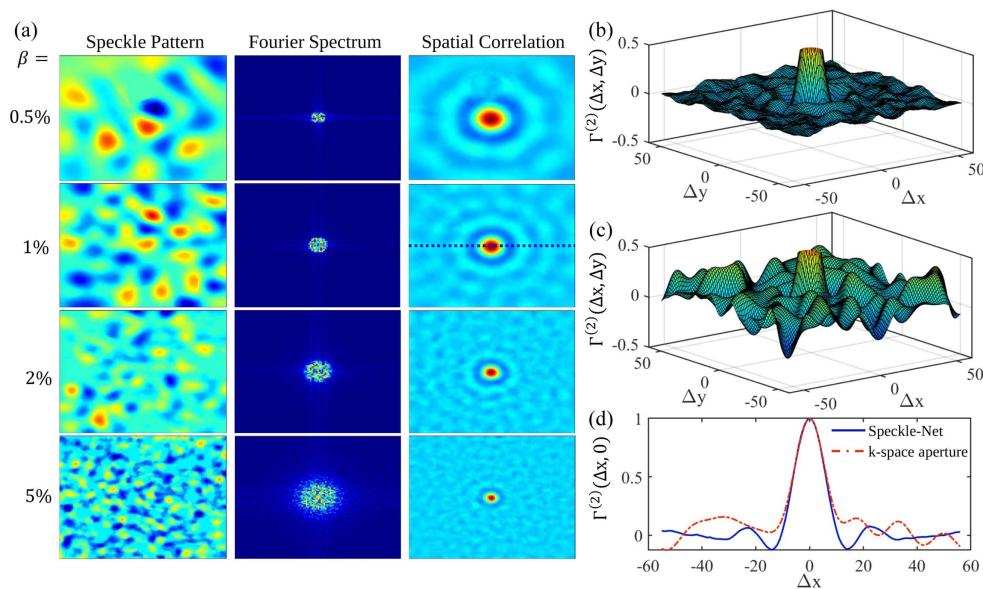 (a)
Speckle Pattern
Fourier Spectrum
Spatial Correlation
β =
0.5%
1%
2%
5%
(b)
Γ⁽²⁾(Δx, Δy)
0.5
0
-0.5
50
0
-50
Δy
-50
0
50
Δx
(c)
Γ⁽²⁾(Δx, Δy)
0.5
0
-0.5
50
0
-50
Δy
-50
0
50
Δx
(d)
Γ⁽²⁾(Δx, 0)
1
0.5
0
Speckle-Net
k-space aperture
-60 -40 -20 0 20 40 60
Δx